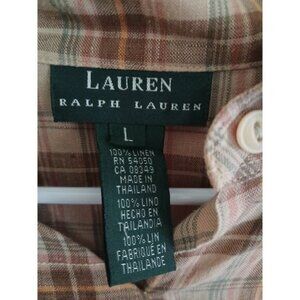 LAUREN
RALPH LAUREN
L
100% LINEN
RN 54050
CA 08349
MADE IN
THAILAND
100% LINO
HECHO EN
TAILANDIA
100% LIN
FABRIQUE EN
THAILANDE